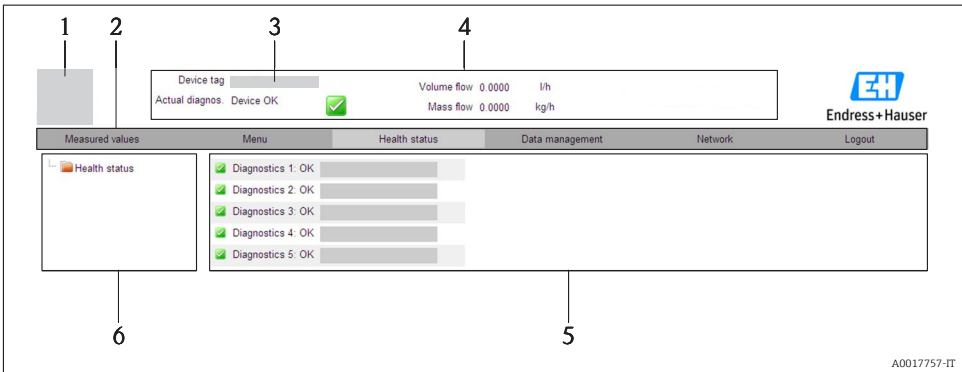 1 2 3 4
Device tag Volume flow 0.0000 l/h
Actual diagnos. Device OK Mass flow 0.0000 kg/h
EH
Endress+Hauser
Measured values Menu Health status Data management Network Logout
Health status Diagnostics 1: OK
Diagnostics 2: OK
Diagnostics 3: OK
Diagnostics 4: OK
Diagnostics 5: OK
6 5
A0017757-IT